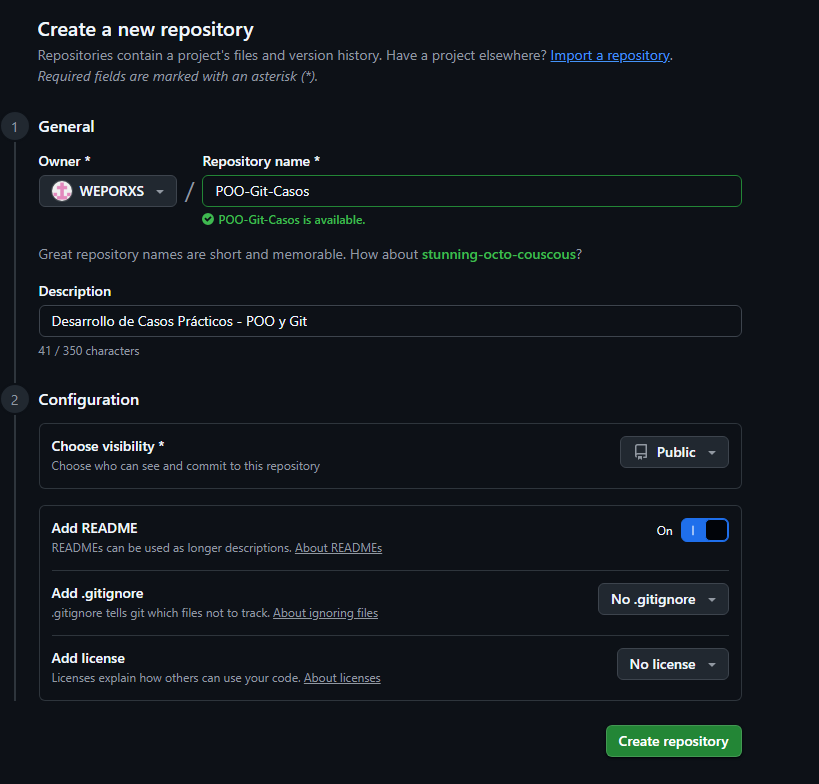 Create a new repository
Repositories contain a project's files and version history. Have a project elsewhere? Import a repository.
Required fields are marked with an asterisk (*).
1 General
Owner * Repository name *
WEPORXS / POO-Git-Casos
POO-Git-Casos is available.
Great repository names are short and memorable. How about stunning-octo-couscous?
Description
Desarrollo de Casos Prácticos - POO y Git
41 / 350 characters
2 Configuration
Choose visibility * Public
Choose who can see and commit to this repository
Add README On
READMEs can be used as longer descriptions. About READMEs
Add .gitignore No .gitignore
.gitignore tells git which files not to track. About ignoring files
Add license No license
Licenses explain how others can use your code. About licenses
Create repository